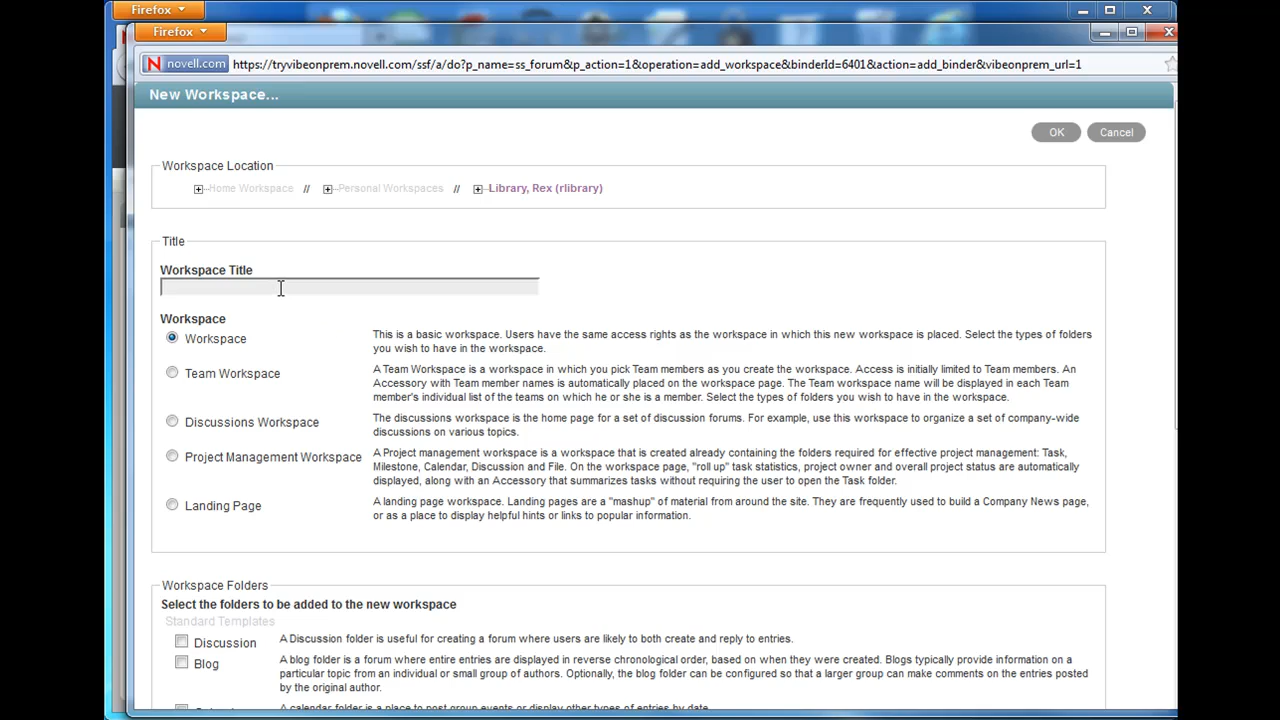 Firefox
Firefox
novell.com https://tryvibeonprem.novell.com/ssf/a/do?p_name=ss_forum&p_action=1&operation=add_workspace&binderId=6401&action=add_binder&vibeonprem_url=1
New Workspace...
OK Cancel
Workspace Location
Home Workspace // Personal Workspaces // Library, Rex (rlibrary)
Title
Workspace Title
Workspace
Workspace This is a basic workspace. Users have the same access rights as the workspace in which this new workspace is placed. Select the types of folders
you wish to have in the workspace.
Team Workspace A Team Workspace is a workspace in which you pick Team members as you create the workspace. Access is initially limited to Team members. An
Accessory with Team member names is automatically placed on the workspace page. The Team workspace name will be displayed in each Team
member's individual list of the teams on which he or she is a member. Select the types of folders you wish to have in the workspace.
Discussions Workspace The discussions workspace is the home page for a set of discussion forums. For example, use this workspace to organize a set of company-wide
discussions on various topics.
Project Management Workspace A Project management workspace is a workspace that is created already containing the folders required for effective project management: Task,
Milestone, Calendar, Discussion and File. On the workspace page, "roll up" task statistics, project owner and overall project status are automatically
displayed, along with an Accessory that summarizes tasks without requiring the user to open the Task folder.
Landing Page A landing page workspace. Landing pages are a "mashup" of material from around the site. They are frequently used to build a Company News page,
or as a place to display helpful hints or links to popular information.
Workspace Folders
Select the folders to be added to the new workspace
Standard Templates
Discussion A Discussion folder is useful for creating a forum where users are likely to both create and reply to entries.
Blog A blog folder is a forum where entire entries are displayed in reverse chronological order, based on when they were created. Blogs typically provide information on a
particular topic from an individual or small group of authors. Optionally, the blog folder can be configured so that a larger group can make comments on the entries posted
by the original author.
A calendar folder is a place to post group events or display other types of entries by date.